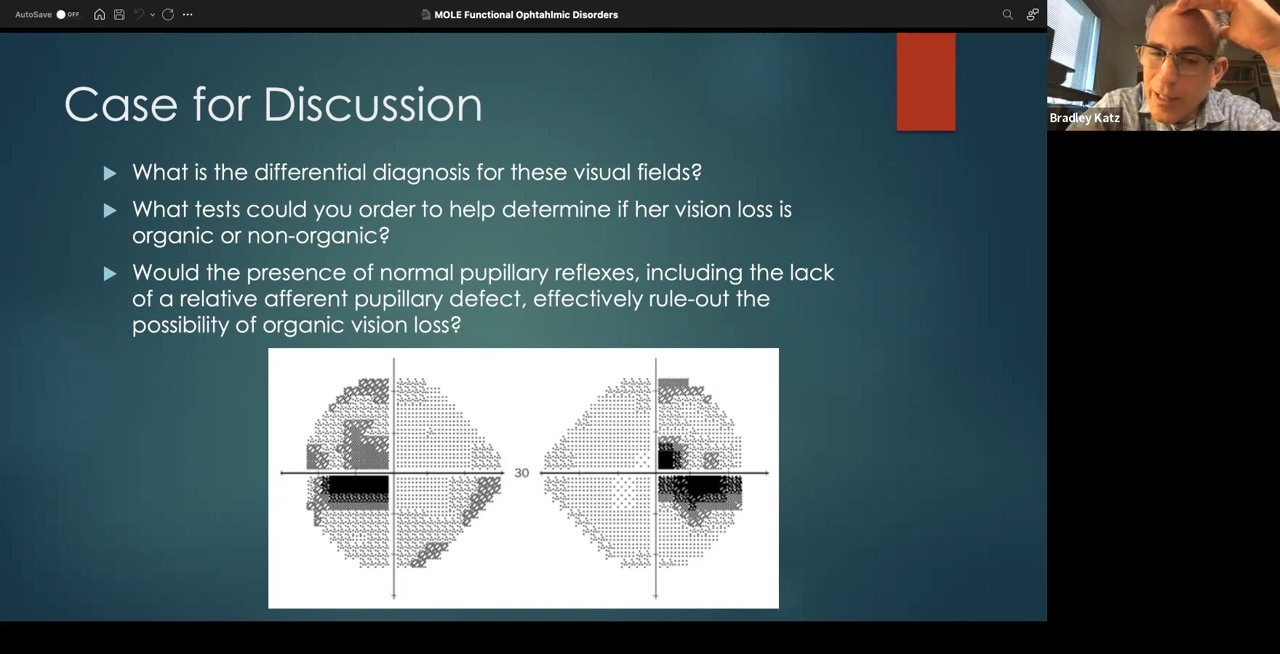 AutoSave OFF
MOLE Functional Ophtahlmic Disorders
Case for Discussion
What is the differential diagnosis for these visual fields?
What tests could you order to help determine if her vision loss is
organic or non-organic?
Would the presence of normal pupillary reflexes, including the lack
of a relative afferent pupillary defect, effectively rule-out the
possibility of organic vision loss?
30
Bradley Katz